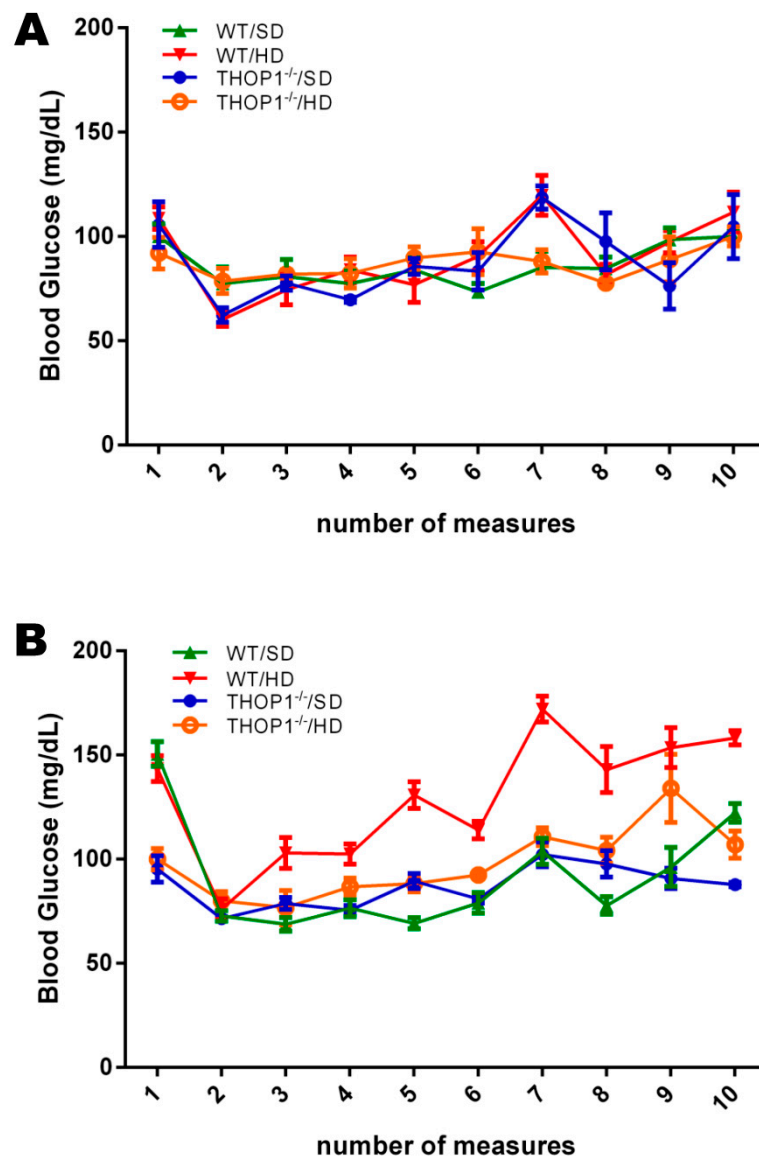 A
WT/SD
WT/HD
THOP1-/-/SD
THOP1-/-/HD
Blood Glucose (mg/dL)
200
150
100
50
0
1 2 3 4 5 6 7 8 9 10
number of measures
B
WT/SD
WT/HD
THOP1-/-/SD
THOP1-/-/HD
Blood Glucose (mg/dL)
200
150
100
50
0
1 2 3 4 5 6 7 8 9 10
number of measures